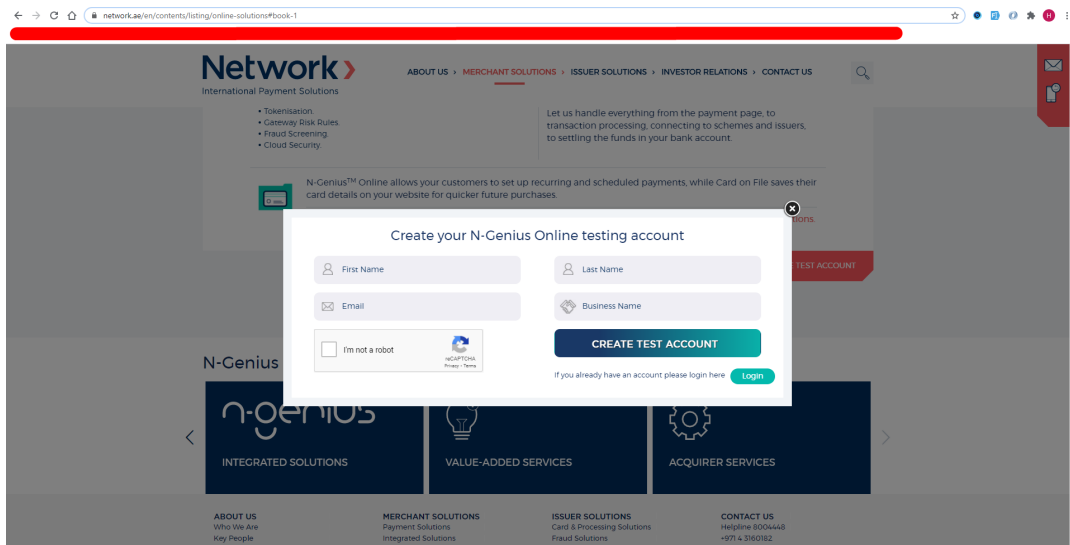 network.ae/en/contents/listing/online-solutions#book-1
H
Network
International Payment Solutions
ABOUT US › MERCHANT SOLUTIONS › ISSUER SOLUTIONS › INVESTOR RELATIONS › CONTACT US
• Tokenisation.
• Gateway Risk Rules.
• Fraud Screening.
• Cloud Security.
Let us handle everything from the payment page, to
transaction processing, connecting to schemes and issuers,
to settling the funds in your bank account.
N-Genius™ Online allows your customers to set up recurring and scheduled payments, while Card on File saves their
card details on your website for quicker future purchases.
tions.
Create your N-Genius Online testing account
First Name
Last Name
Email
Business Name
I'm not a robot
reCAPTCHA
Privacy - Terms
CREATE TEST ACCOUNT
If you already have an account please login here
Login
TEST ACCOUNT
N-Genius
n-genius
INTEGRATED SOLUTIONS
VALUE-ADDED SERVICES
ACQUIRER SERVICES
ABOUT US
Who We Are
Key People
MERCHANT SOLUTIONS
Payment Solutions
Integrated Solutions
ISSUER SOLUTIONS
Card & Processing Solutions
Fraud Solutions
CONTACT US
Helpline 8004448
+971 4 3160182